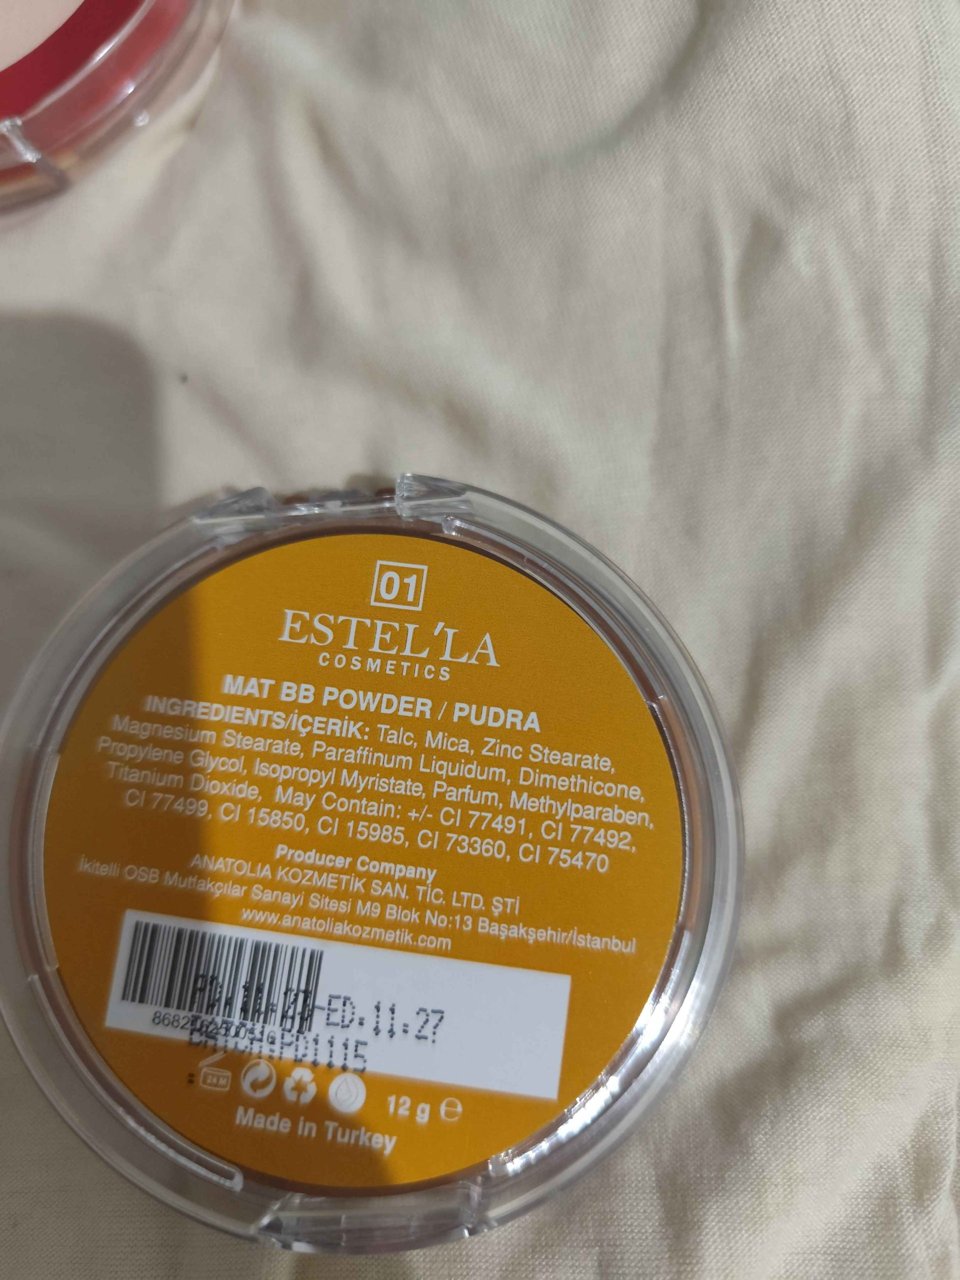 01
ESTEL'LA
COSMETICS
MAT BB POWDER / PUDRA
INGREDIENTS/İÇERİK: Talc, Mica, Zinc Stearate,
Magnesium Stearate, Paraffinum Liquidum, Dimethicone,
Propylene Glycol, Isopropyl Myristate, Parfum, Methylparaben,
Titanium Dioxide, May Contain: +/- CI 77491, CI 77492,
CI 77499, CI 15850, CI 15985, CI 73360, CI 75470
Producer Company
ANATOLIA KOZMETİK SAN. TİC. LTD. ŞTİ
İkitelli OSB Mutfakçılar Sanayi Sitesi M9 Blok No:13 Başakşehir/İstanbul
www.anatoliakozmetik.com
ED.11.27
24 M
12 g e
Made in Turkey